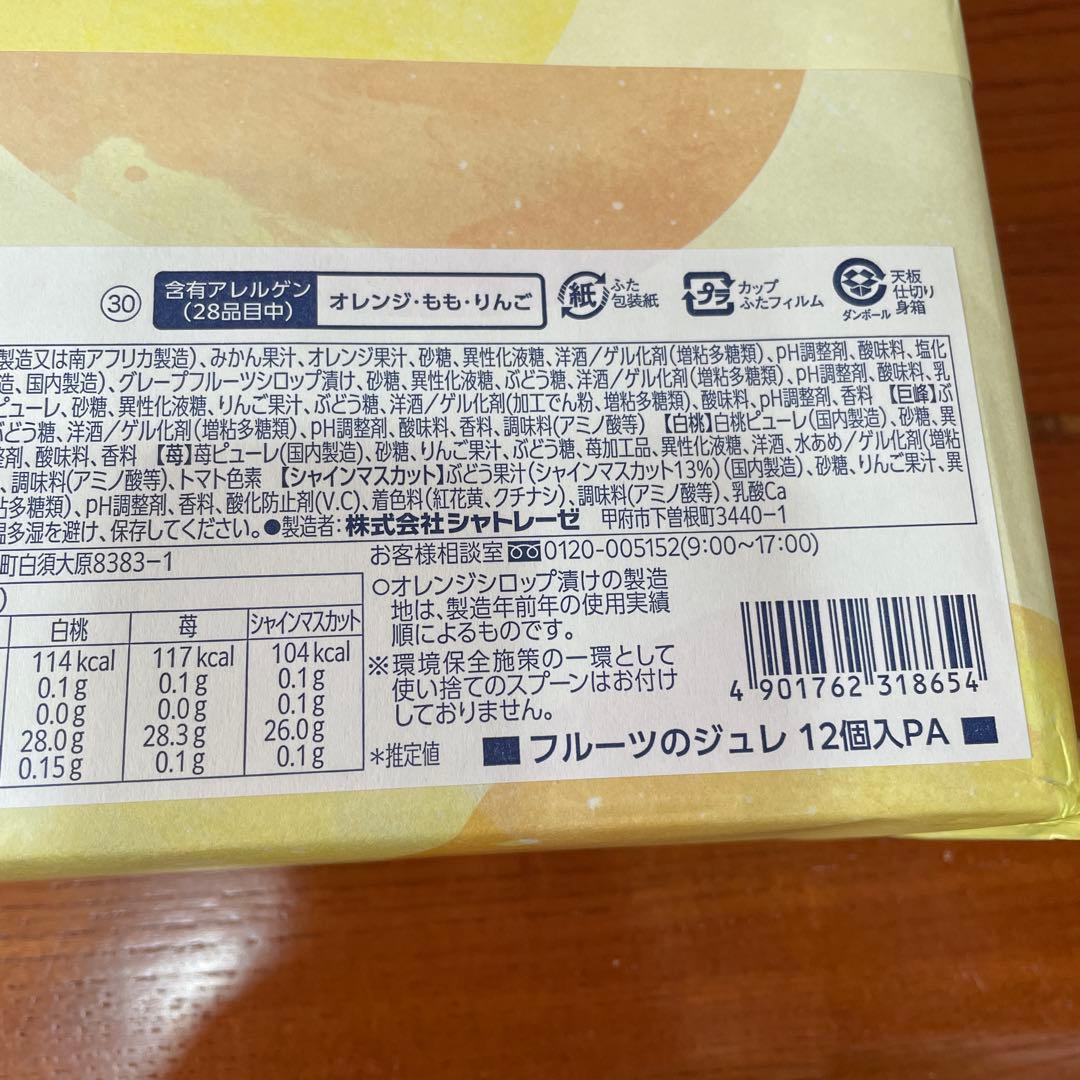 30
含有アレルゲン
(28品目中)
オレンジ・もも・りんご
紙
ふた
包装紙
プラ
カップ
ふたフィルム
ダンボール
天板
仕切り
身箱
製造又は南アフリカ製造)、みかん果汁、オレンジ果汁、砂糖、異性化液糖、洋酒/ゲル化剤(増粘多糖類)、pH調整剤、酸味料、塩化
造、国内製造)、グレープフルーツシロップ漬け、砂糖、異性化液糖、ぶどう糖、洋酒/ゲル化剤(増粘多糖類)、pH調整剤、酸味料、乳
ピューレ、砂糖、異性化液糖、りんご果汁、ぶどう糖、洋酒/ゲル化剤(加工でん粉、増粘多糖類)、酸味料、pH調整剤、香料 【巨峰】ぶ
ぶどう糖、洋酒/ゲル化剤(増粘多糖類)、pH調整剤、酸味料、香料、調味料(アミノ酸等) 【白桃】白桃ピューレ(国内製造)、砂糖、異
整剤、酸味料、香料 【苺】苺ピューレ(国内製造)、砂糖、りんご果汁、ぶどう糖、苺加工品、異性化液糖、洋酒、水あめ/ゲル化剤(増粘
、調味料(アミノ酸等)、トマト色素 【シャインマスカット】ぶどう果汁(シャインマスカット13%)(国内製造)、砂糖、りんご果汁、異
粘多糖類)、pH調整剤、香料、酸化防止剤(V.C)、着色料(紅花黄、クチナシ)、調味料(アミノ酸等)、乳酸Ca
温多湿を避け、保存してください。●製造者:株式会社シャトレーゼ 甲府市下曽根町3440-1
町白須大原8383-1
お客様相談室 0120-005152(9:00～17:00)
)
白桃 苺 シャインマスカット
114kcal 117kcal 104kcal
0.1g 0.1g 0.1g
0.0g 0.0g 0.1g
28.0g 28.3g 26.0g
0.15g 0.1g 0.1g
○オレンジシロップ漬けの製造
地は、製造年前年の使用実績
順によるものです。
※環境保全施策の一環として
使い捨てのスプーンはお付け
しておりません。
*推定値
4 901762 318654
フルーツのジュレ 12個入PA